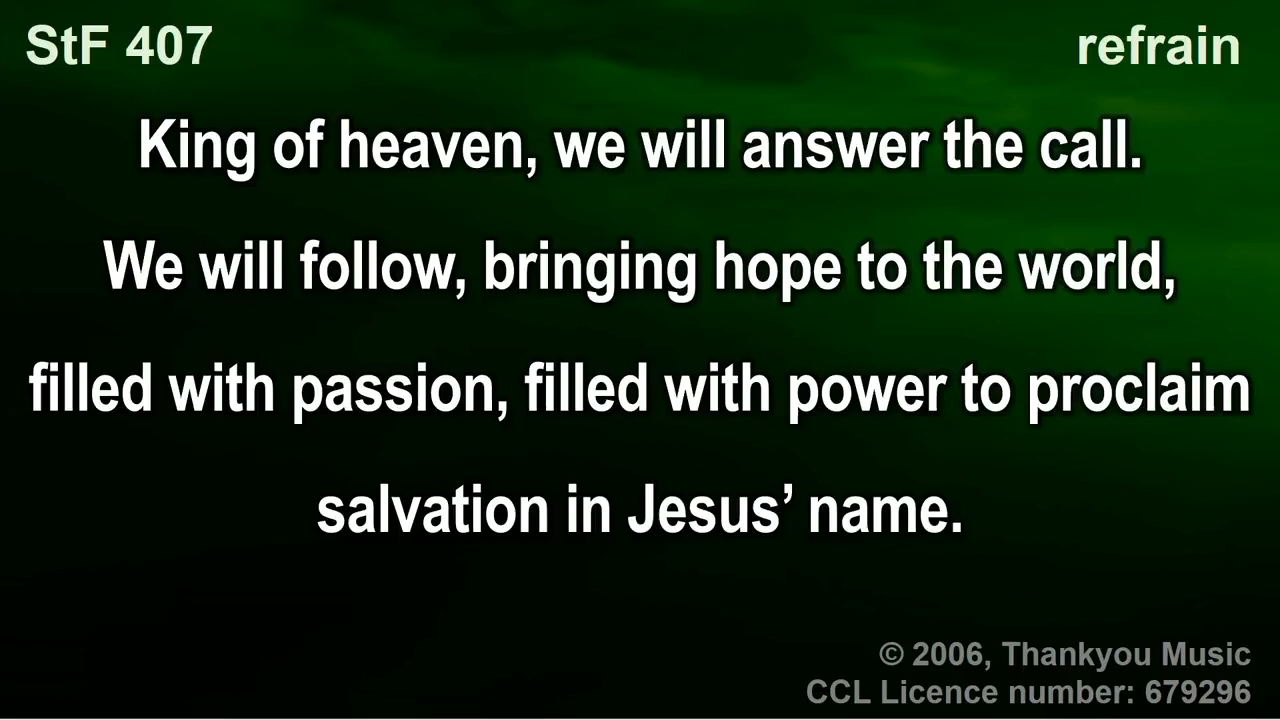 StF 407
refrain
King of heaven, we will answer the call.
We will follow, bringing hope to the world,
filled with passion, filled with power to proclaim
salvation in Jesus’ name.
© 2006, Thankyou Music
CCL Licence number: 679296